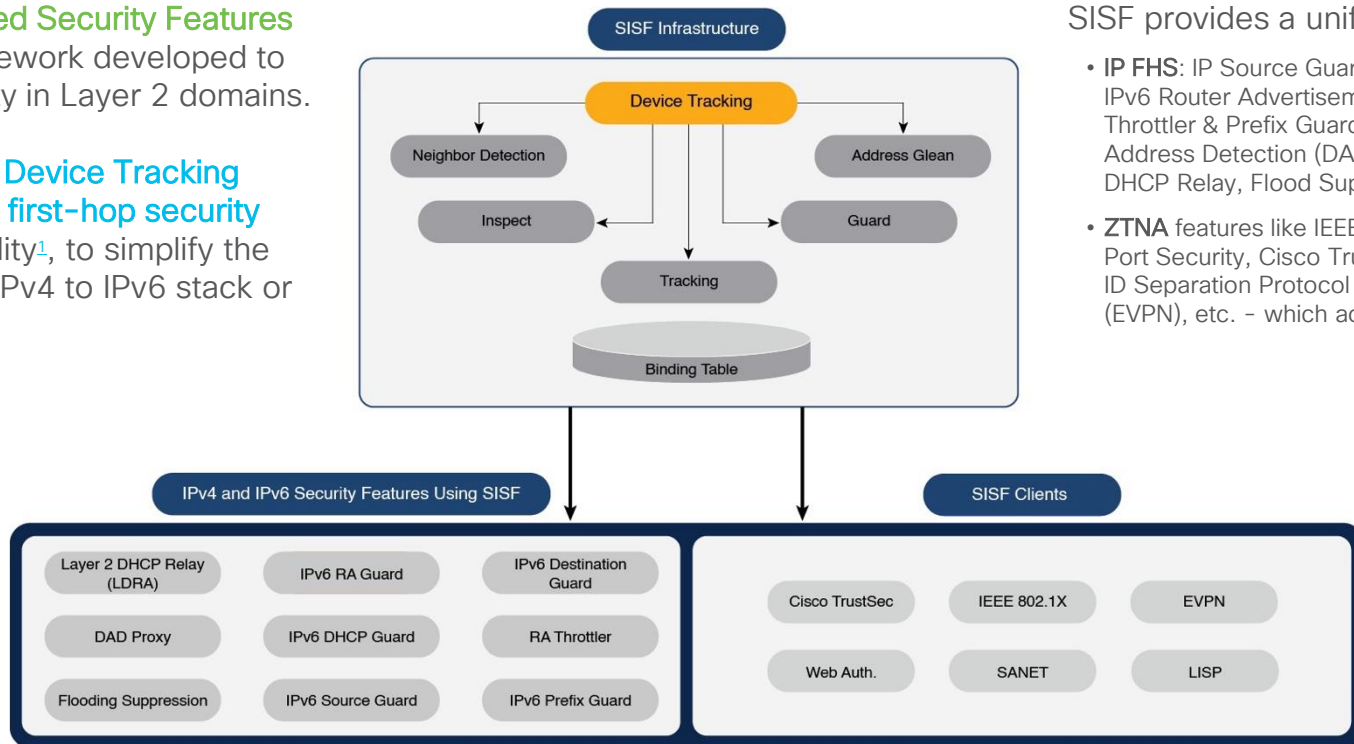 ed Security Features
ework developed to
y in Layer 2 domains.
Device Tracking
first-hop security
lity¹, to simplify the
Pv4 to IPv6 stack or
SISF Infrastructure
Device Tracking
Neighbor Detection
Address Glean
Inspect
Guard
Tracking
Binding Table
SISF provides a unif
• IP FHS: IP Source Guar
IPv6 Router Advertisem
Throttler & Prefix Guard
Address Detection (DA
DHCP Relay, Flood Sup
• ZTNA features like IEEE
Port Security, Cisco Tru
ID Separation Protocol
(EVPN), etc. - which ac
IPv4 and IPv6 Security Features Using SISF
Layer 2 DHCP Relay
(LDRA)
IPv6 RA Guard
IPv6 Destination
Guard
DAD Proxy
IPv6 DHCP Guard
RA Throttler
Flooding Suppression
IPv6 Source Guard
IPv6 Prefix Guard
SISF Clients
Cisco TrustSec
IEEE 802.1X
EVPN
Web Auth.
SANET
LISP